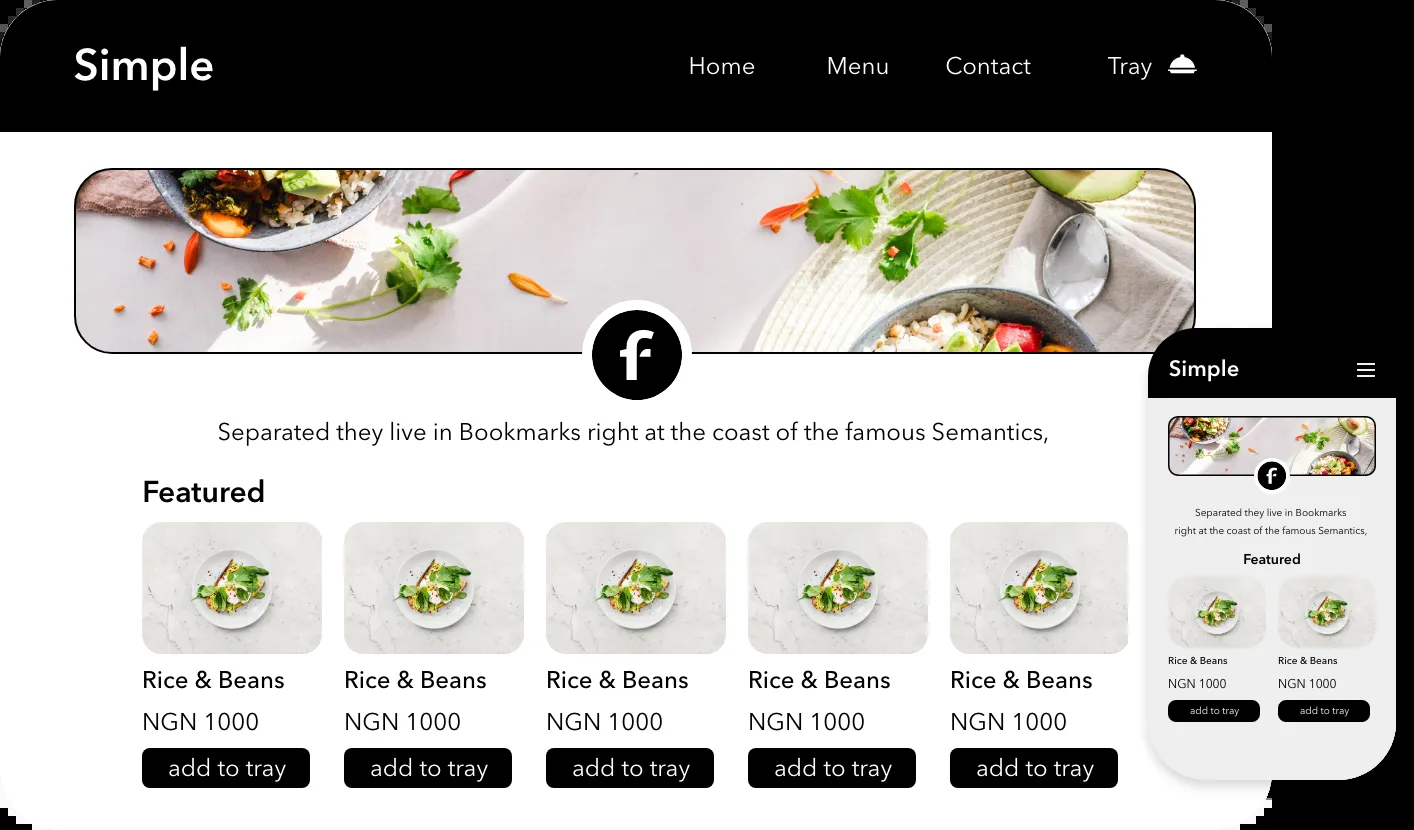 Simple
Home Menu Contact Tray
f
Separated they live in Bookmarks right at the coast of the famous Semantics,
Featured
Rice & Beans Rice & Beans Rice & Beans Rice & Beans Rice & Beans
NGN 1000 NGN 1000 NGN 1000 NGN 1000 NGN 1000
add to tray add to tray add to tray add to tray add to tray
Simple
f
Separated they live in Bookmarks
right at the coast of the famous Semantics,
Featured
Rice & Beans Rice & Beans
NGN 1000 NGN 1000
add to tray add to tray